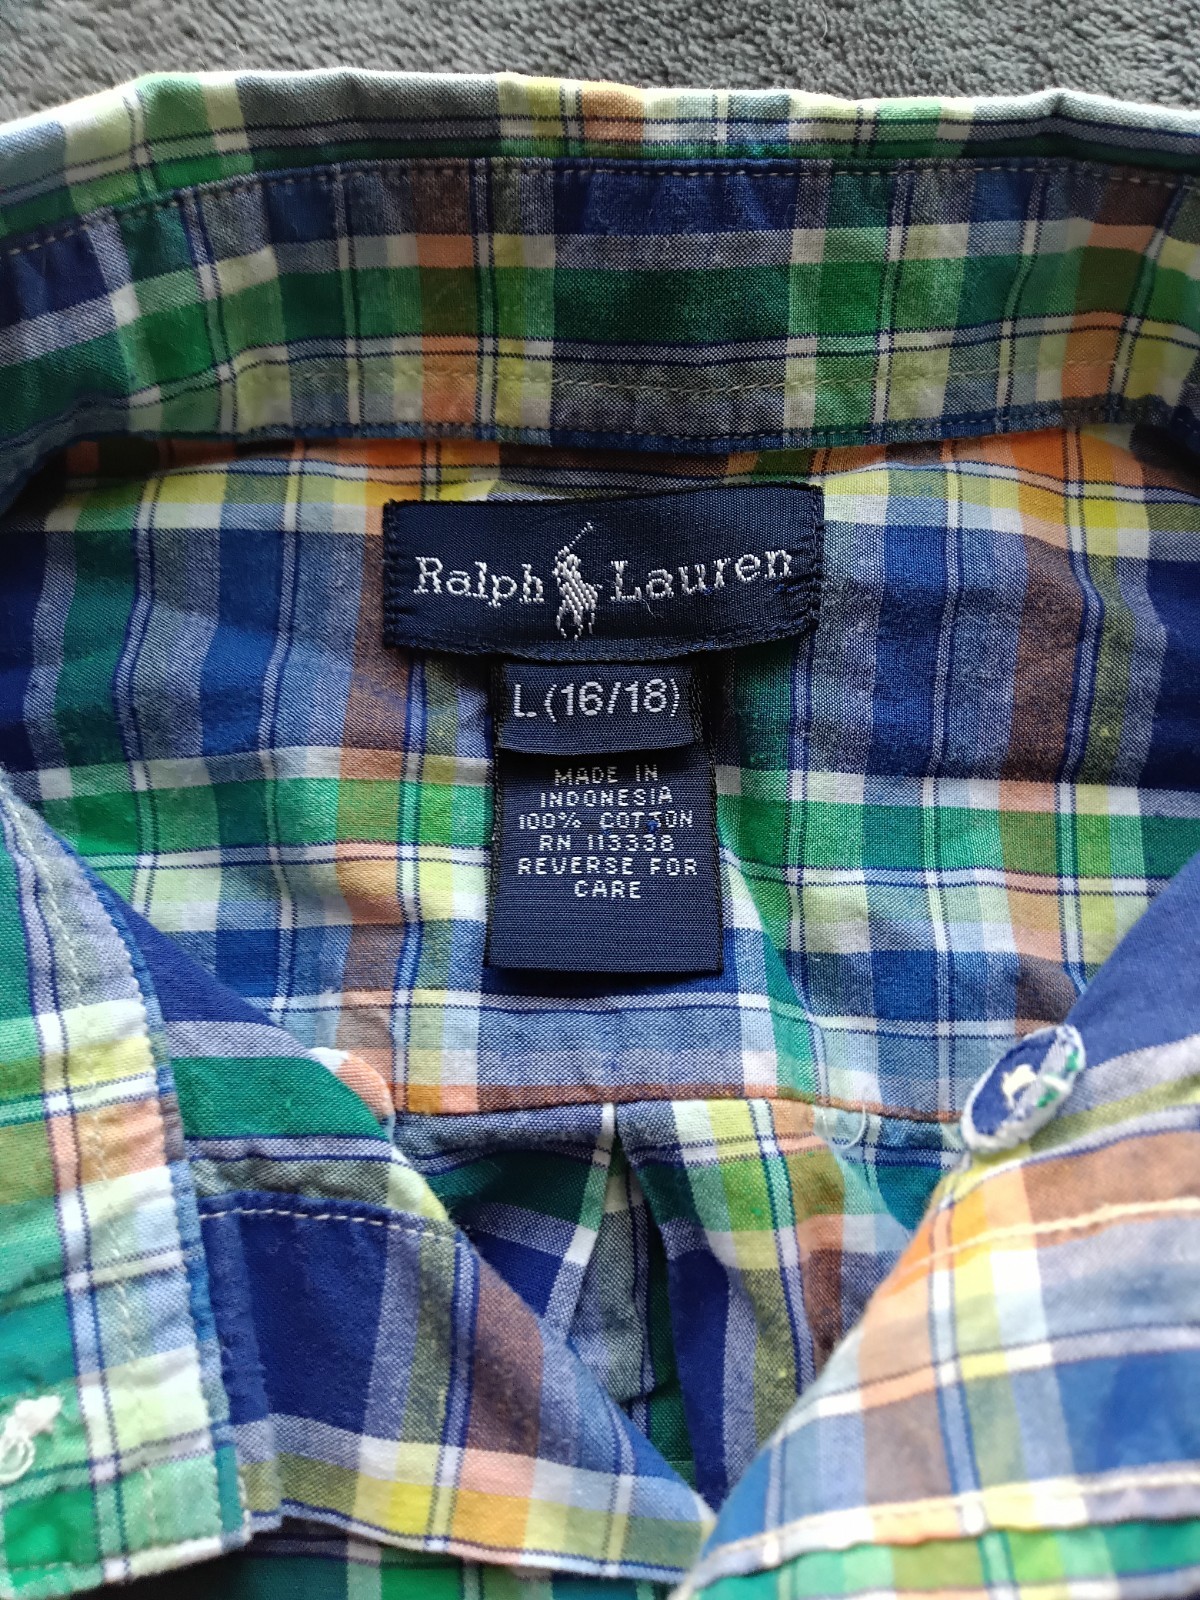 Ralph Lauren
L (16/18)
MADE IN
INDONESIA
100% COTTON
RN 113338
REVERSE FOR
CARE